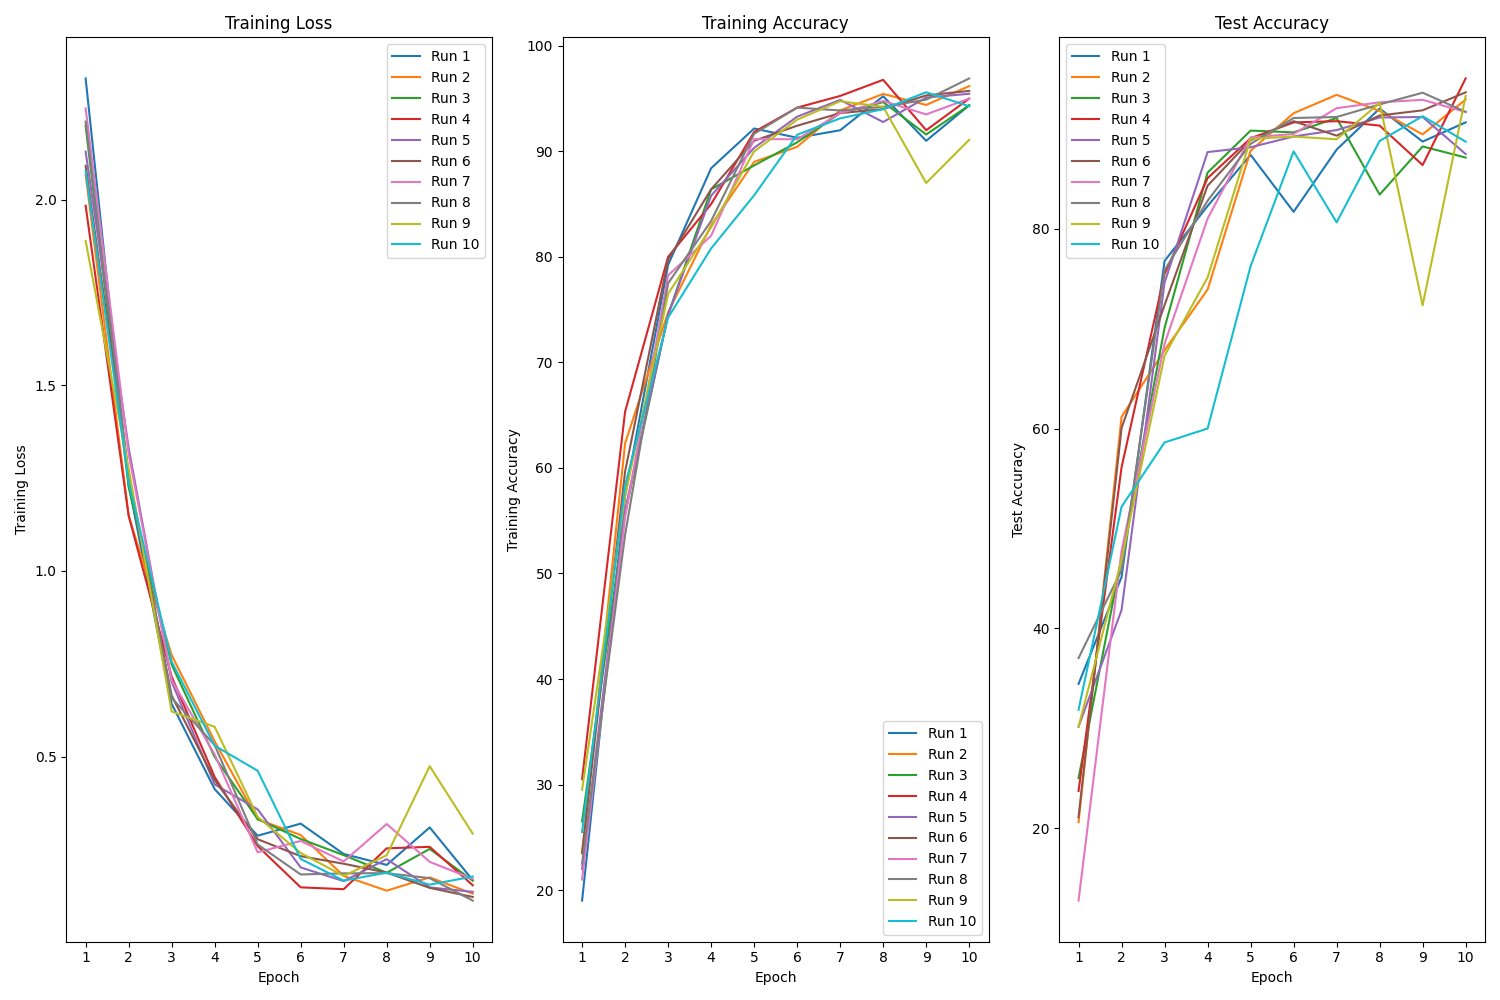 Training Loss
Training Loss
2.0
1.5
1.0
0.5
1 2 3 4 5 6 7 8 9 10
Epoch
Run 1
Run 2
Run 3
Run 4
Run 5
Run 6
Run 7
Run 8
Run 9
Run 10
Training Accuracy
Training Accuracy
100
90
80
70
60
50
40
30
20
1 2 3 4 5 6 7 8 9 10
Epoch
Run 1
Run 2
Run 3
Run 4
Run 5
Run 6
Run 7
Run 8
Run 9
Run 10
Test Accuracy
Test Accuracy
80
60
40
20
1 2 3 4 5 6 7 8 9 10
Epoch
Run 1
Run 2
Run 3
Run 4
Run 5
Run 6
Run 7
Run 8
Run 9
Run 10